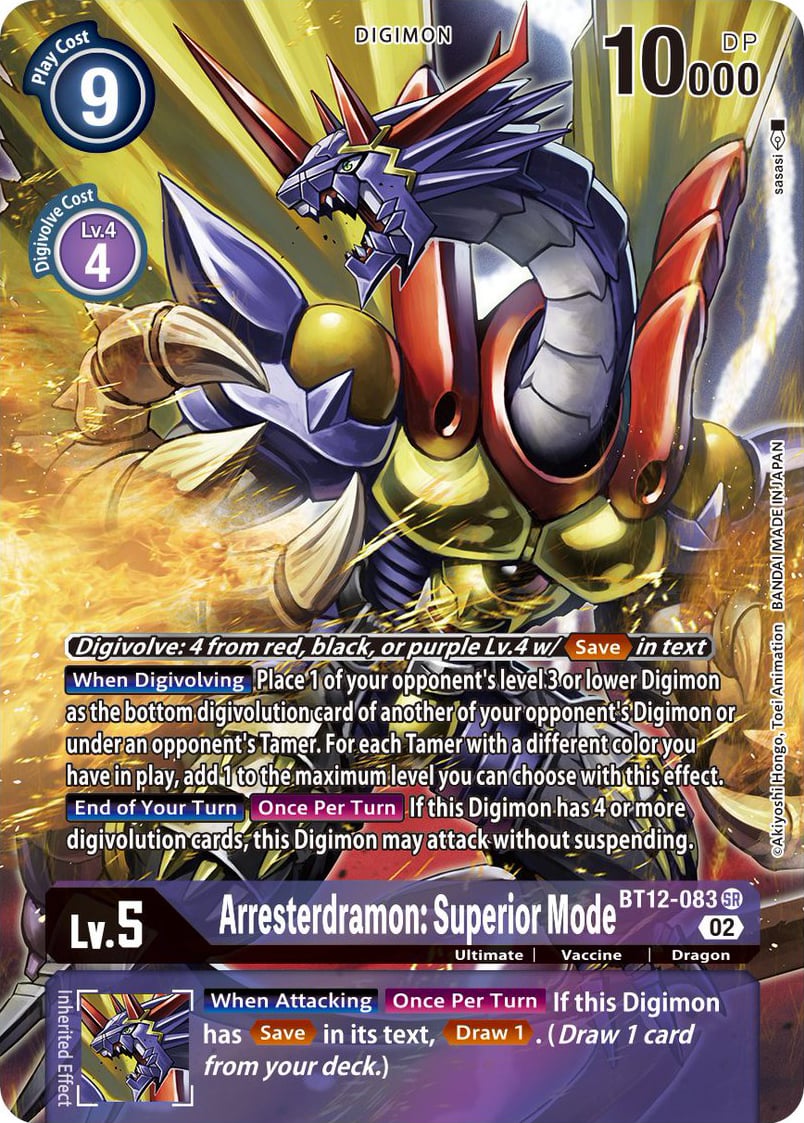 Play Cost
9
DIGIMON
DP
10000
sasasi
Digivolve Cost
Lv.4
4
Digivolve: 4 from red, black, or purple Lv.4 w/ Save in text
When Digivolving Place 1 of your opponent's level 3 or lower Digimon
as the bottom digivolution card of another of your opponent's Digimon or
under an opponent's Tamer. For each Tamer with a different color you
have in play, add 1 to the maximum level you can choose with this effect.
End of Your Turn Once Per Turn If this Digimon has 4 or more
digivolution cards, this Digimon may attack without suspending.
©Akiyoshi Hongo, Toei Animation BANDAI MADE IN JAPAN
Lv.5
Arresterdramon: Superior Mode
BT12-083 SR
02
Ultimate | Vaccine | Dragon
Inherited Effect
When Attacking Once Per Turn If this Digimon
has Save in its text, Draw 1. (Draw 1 card
from your deck.)